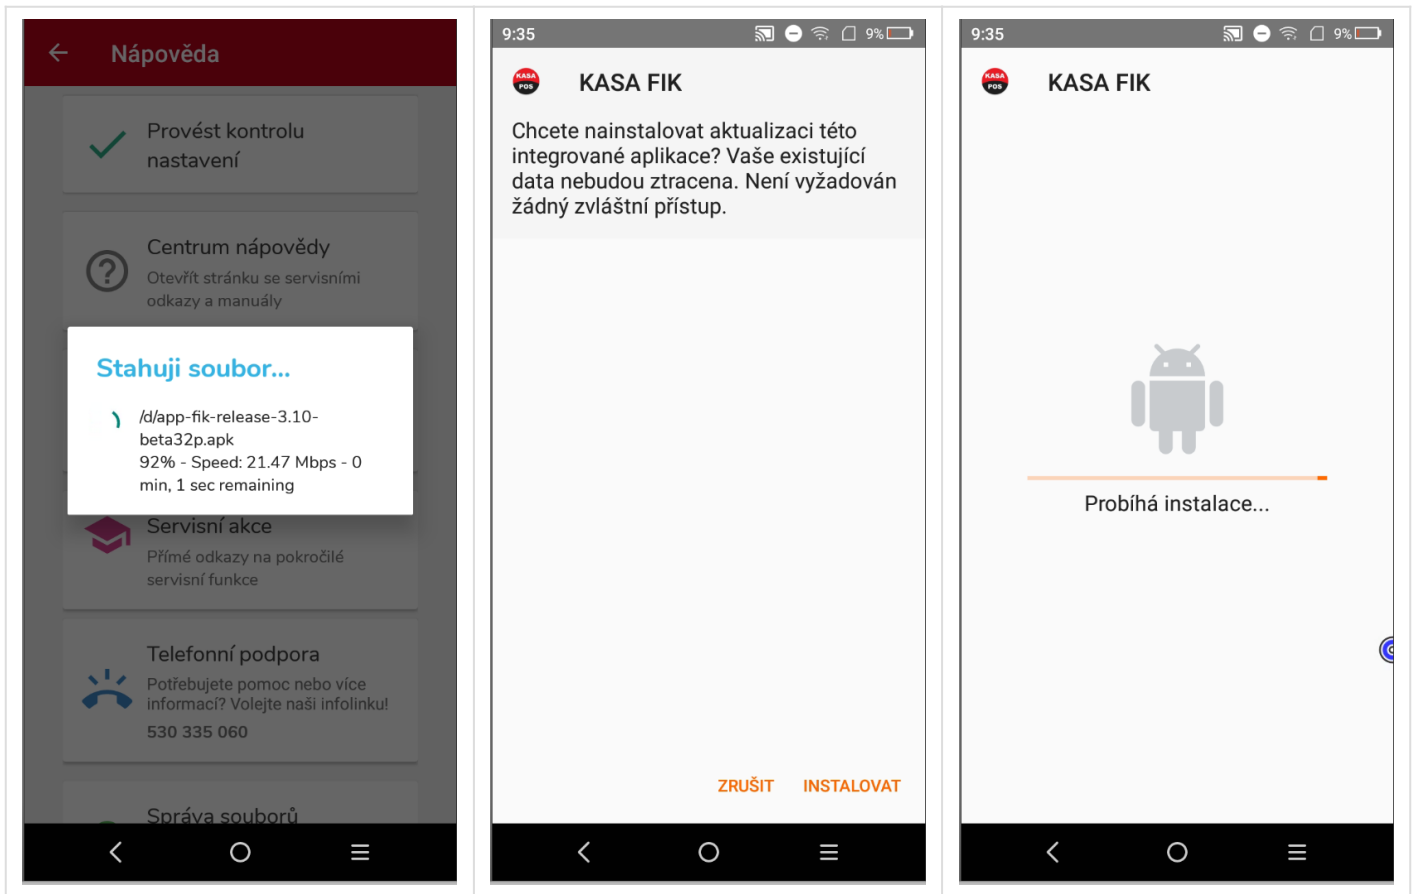 Nápověda
Provést kontrolu
nastavení
Centrum nápovědy
Otevřít stránku se servisními
odkazy a manuály
Stahuji soubor...
/d/app-fik-release-3.10-
beta32p.apk
92% - Speed: 21.47 Mbps - 0
min, 1 sec remaining
Servisní akce
Přímé odkazy na pokročilé
servisní funkce
Telefonní podpora
Potřebujete pomoc nebo více
informací? Volejte naši infolinku!
530 335 060
Správa souborů
9:35
9%
KASA
POS
KASA FIK
Chcete nainstalovat aktualizaci této
integrované aplikace? Vaše existující
data nebudou ztracena. Není vyžadován
žádný zvláštní přístup.
ZRUŠIT INSTALOVAT
9:35
9%
KASA
POS
KASA FIK
Probíhá instalace...